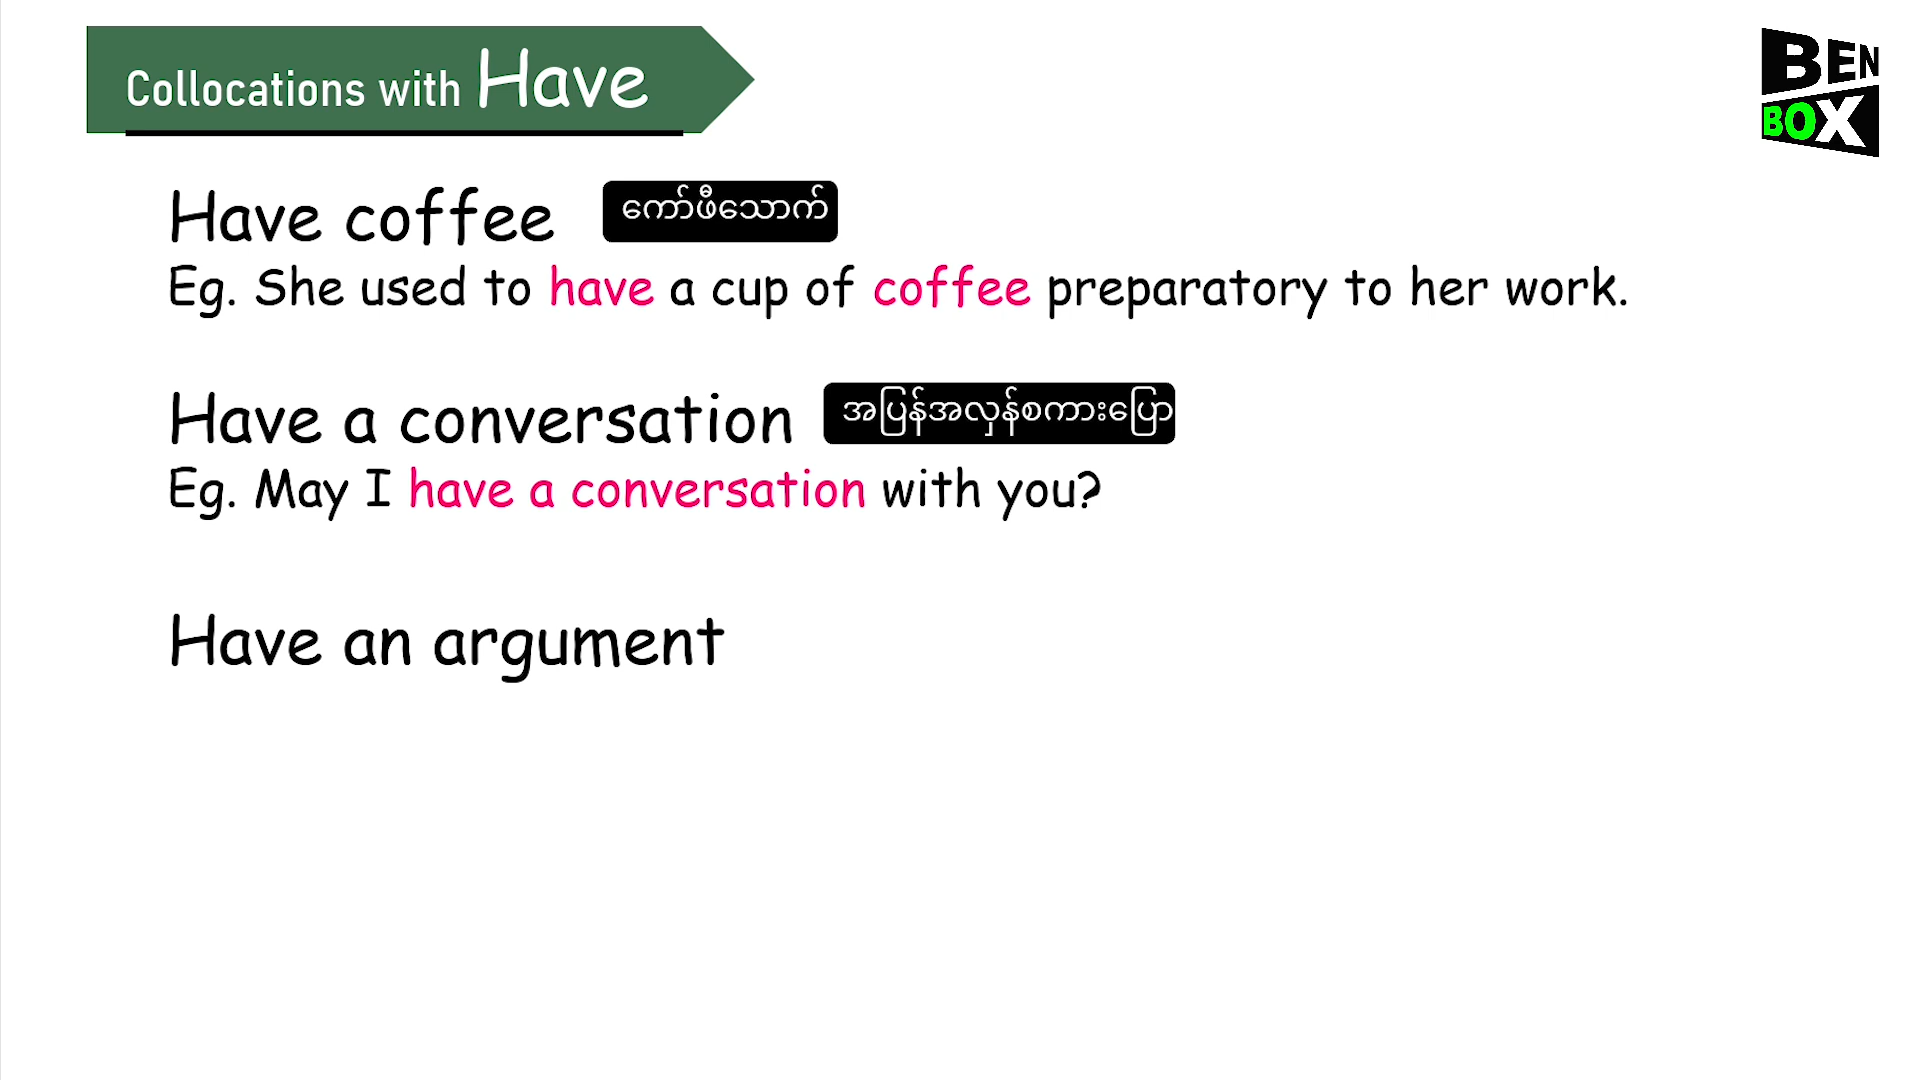 Collocations with Have
BEN
BOX
Have coffee ကော်ဖီသောက်
Eg. She used to have a cup of coffee preparatory to her work.
Have a conversation အပြန်အလှန်စကားပြော
Eg. May I have a conversation with you?
Have an argument